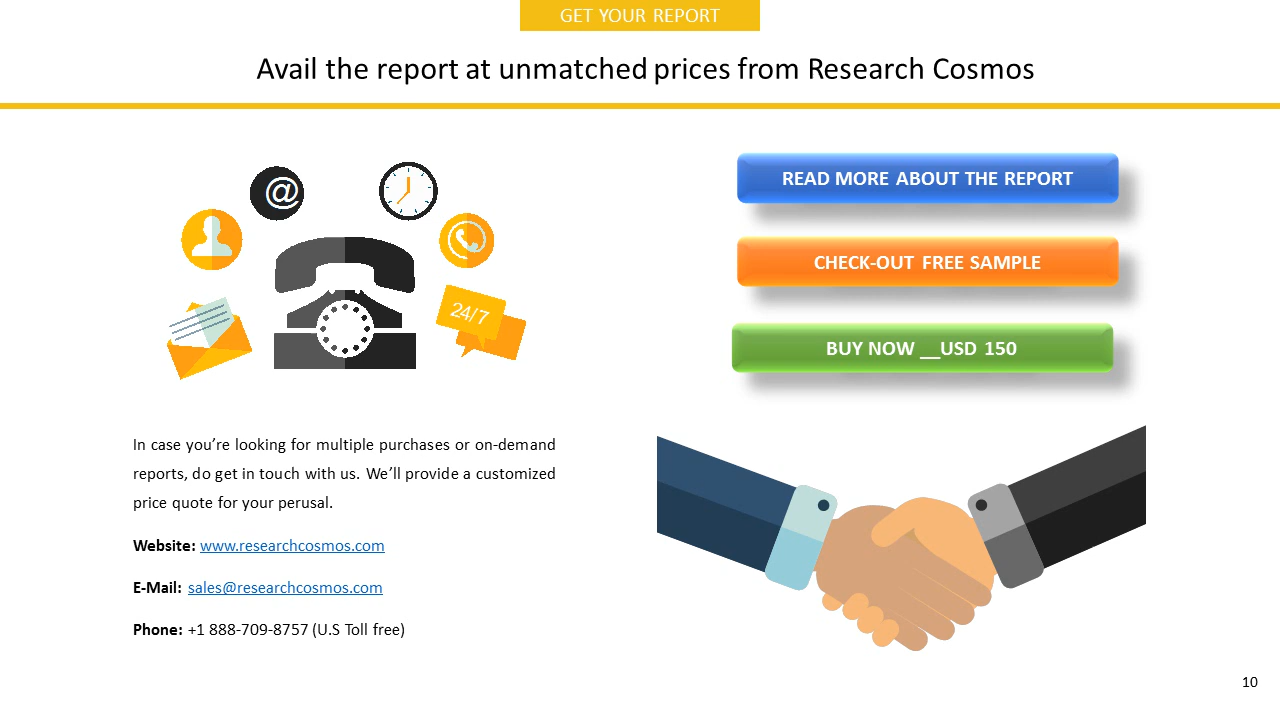 GET YOUR REPORT
Avail the report at unmatched prices from Research Cosmos
@
24/7
READ MORE ABOUT THE REPORT
CHECK-OUT FREE SAMPLE
BUY NOW __USD 150
In case you’re looking for multiple purchases or on-demand
reports, do get in touch with us. We’ll provide a customized
price quote for your perusal.
Website: www.researchcosmos.com
E-Mail: sales@researchcosmos.com
Phone: +1 888-709-8757 (U.S Toll free)
10